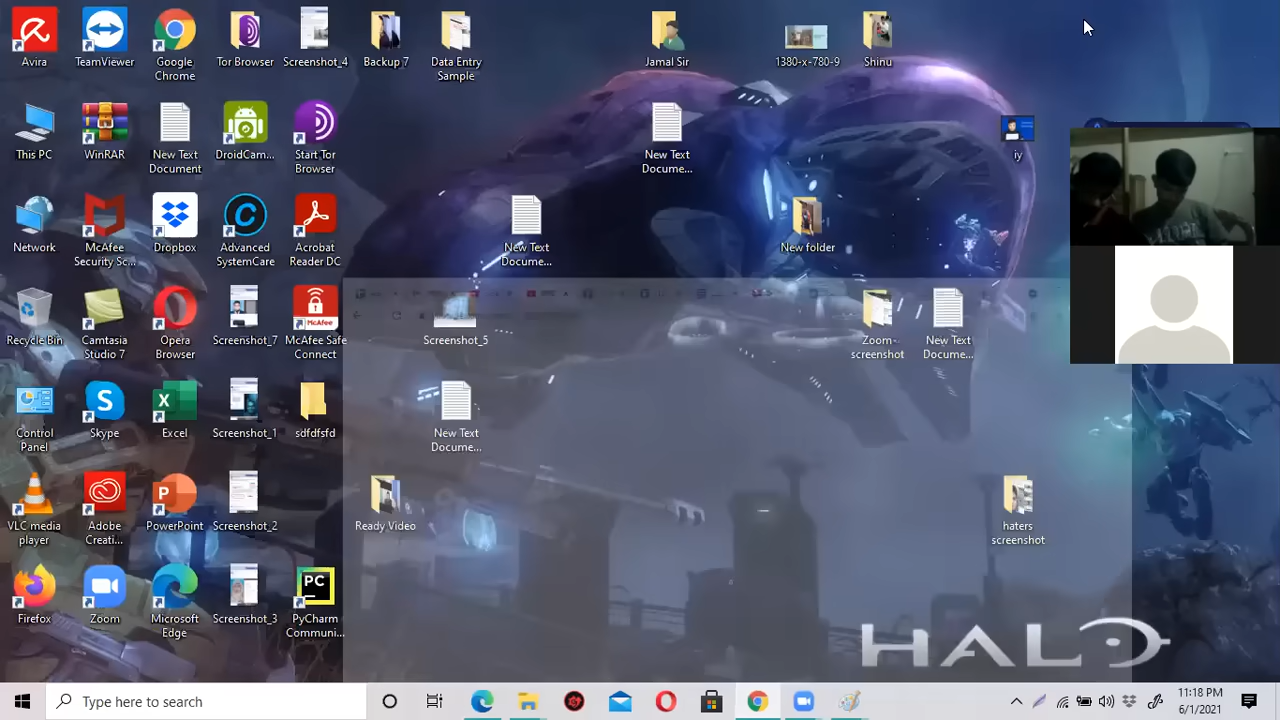 Avira
TeamViewer
Google
Chrome
Tor Browser
Screenshot_4
Backup 7
Data Entry
Sample
Jamal Sir
1380-x-780-9
Shinu
This PC
WinRAR
New Text
Document
DroidCam...
Start Tor
Browser
New Text
Docume...
iy
Network
McAfee
Security Sc...
Dropbox
Advanced
SystemCare
Acrobat
Reader DC
New Text
Docume...
New folder
Recycle Bin
Camtasia
Studio 7
Opera
Browser
Screenshot_7
McAfee
McAfee Safe
Connect
Screenshot_5
Zoom-
screenshot
New Text
Docume...
Control
Panel
Skype
Excel
Screenshot_1
sdfdfsfd
New Text
Docume...
VLC media
player
Adobe
Creati...
PowerPoint
Screenshot_2
Ready Video
haters
screenshot
Firefox
Zoom
Microsoft
Edge
Screenshot_3
PC
PyCharm
Communi...
HALO
Type here to search
11:18 PM
6/1/2021